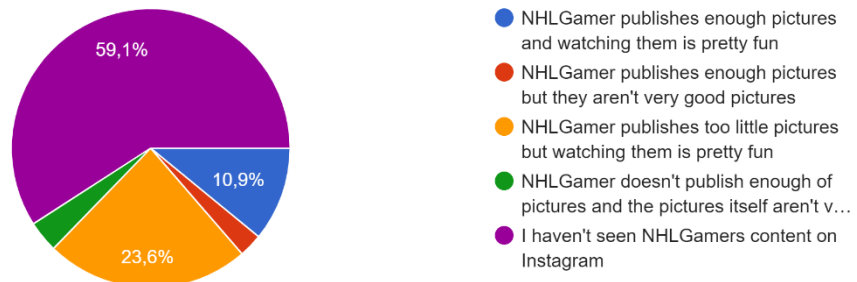 59,1%
10,9%
23,6%
NHLGamer publishes enough pictures
and watching them is pretty fun
NHLGamer publishes enough pictures
but they aren't very good pictures
NHLGamer publishes too little pictures
but watching them is pretty fun
NHLGamer doesn't publish enough of
pictures and the pictures itself aren't v…
I haven't seen NHLGamers content on
Instagram